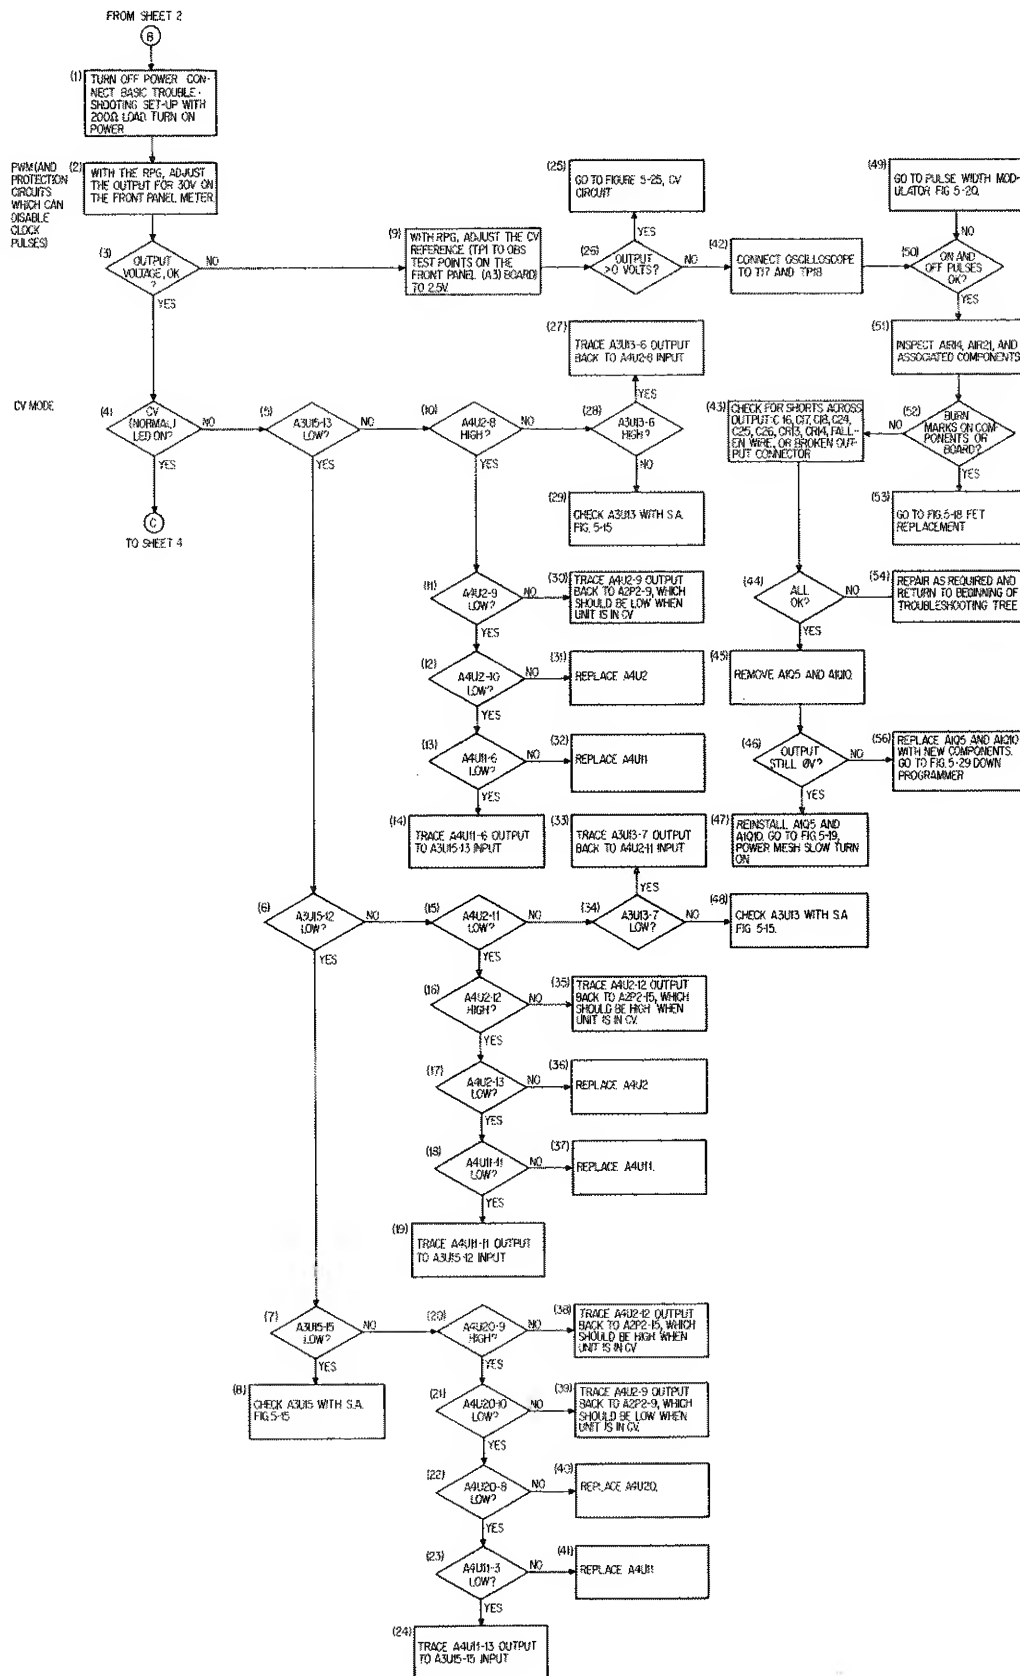 FROM SHEET 2
B
(1)
TURN OFF POWER CON-
NECT BASIC TROUBLE-
SHOOTING SET-UP WITH
200Ω LOAD TURN ON
POWER
PWM (AND
PROTECTION
CIRCUITS
WHICH CAN
DISABLE
CLOCK
PULSES)
(2)
WITH THE RPG, ADJUST
THE OUTPUT FOR 30V ON
THE FRONT PANEL METER.
(3)
OUTPUT
VOLTAGE, OK
?
NO
YES
(9)
WITH RPG, ADJUST THE CV
REFERENCE (TP1 TO OBS
TEST POINTS ON THE
FRONT PANEL (A3) BOARD)
TO 2.5V.
(25)
GO TO FIGURE 5-25, CV
CIRCUIT
YES
(26)
OUTPUT
>0 VOLTS?
NO
(42)
CONNECT OSCILLOSCOPE
TO T17 AND TP18
(49)
GO TO PULSE WIDTH MOD-
ULATOR FIG 5-20.
NO
(50)
ON AND
OFF PULSES
OK?
YES
(51)
INSPECT A1R14, A1R21, AND
ASSOCIATED COMPONENTS
(52)
BURN
MARKS ON COM-
PONENTS OR
BOARD?
NO
YES
(53)
GO TO FIG.5-18 FET
REPLACEMENT
(43)
CHECK FOR SHORTS ACROSS
OUTPUT: C16, C17, C18, C24,
C25, C26, CR13, CR14, FALL-
EN WIRE, OR BROKEN OUT-
PUT CONNECTOR
(44)
ALL
OK?
NO
YES
(54)
REPAIR AS REQUIRED AND
RETURN TO BEGINNING OF
TROUBLESHOOTING TREE
(45)
REMOVE A1Q5 AND A1Q10.
(46)
OUTPUT
STILL 0V?
NO
YES
(56)
REPLACE A1Q5 AND A1Q10
WITH NEW COMPONENTS.
GO TO FIG.5-29 DOWN
PROGRAMMER
(47)
REINSTALL A1Q5 AND
A1Q10. GO TO FIG.5-19,
POWER MESH SLOW TURN
ON
CV MODE
(4)
CV
(NORMAL)
LED ON?
NO
YES
C
TO SHEET 4
(5)
A3U15-13
LOW?
NO
YES
(10)
A4U2-8
HIGH?
NO
YES
(27)
TRACE A3U13-6 OUTPUT
BACK TO A4U2-8 INPUT
YES
(28)
A3U13-6
HIGH?
NO
(29)
CHECK A3U13 WITH S.A.
FIG. 5-15
(11)
A4U2-9
LOW?
NO
YES
(30)
TRACE A4U2-9 OUTPUT
BACK TO A2P2-9, WHICH
SHOULD BE LOW WHEN
UNIT IS IN CV
(12)
A4U2-10
LOW?
NO
YES
(31)
REPLACE A4U2
(13)
A4U11-6
LOW?
NO
YES
(32)
REPLACE A4U11
(14)
TRACE A4U11-6 OUTPUT
TO A3U15-13 INPUT
(33)
TRACE A3U13-7 OUTPUT
BACK TO A4U2-11 INPUT
YES
(6)
A3U15-12
LOW?
NO
YES
(15)
A4U2-11
LOW?
NO
YES
(34)
A3U13-7
LOW?
NO
(48)
CHECK A3U13 WITH S.A
FIG 5-15.
(16)
A4U2-12
HIGH?
NO
YES
(35)
TRACE A4U2-12 OUTPUT
BACK TO A2P2-15, WHICH
SHOULD BE HIGH WHEN
UNIT IS IN CV.
(17)
A4U2-13
LOW?
NO
YES
(36)
REPLACE A4U2
(18)
A4U11-11
LOW?
NO
YES
(37)
REPLACE A4U11.
(19)
TRACE A4U11-11 OUTPUT
TO A3U15-12 INPUT
(7)
A3U15-15
LOW?
NO
YES
(8)
CHECK A3U15 WITH S.A.
FIG.5-15
(20)
A4U20-9
HIGH?
NO
YES
(38)
TRACE A4U2-12 OUTPUT
BACK TO A2P2-15, WHICH
SHOULD BE HIGH WHEN
UNIT IS IN CV
(21)
A4U20-10
LOW?
NO
YES
(39)
TRACE A4U2-9 OUTPUT
BACK TO A2P2-9, WHICH
SHOULD BE LOW WHEN
UNIT IS IN CV.
(22)
A4U20-8
LOW?
NO
YES
(40)
REPLACE A4U20.
(23)
A4U11-3
LOW?
NO
YES
(41)
REPLACE A4U11
(24)
TRACE A4U11-13 OUTPUT
TO A3U15-15 INPUT